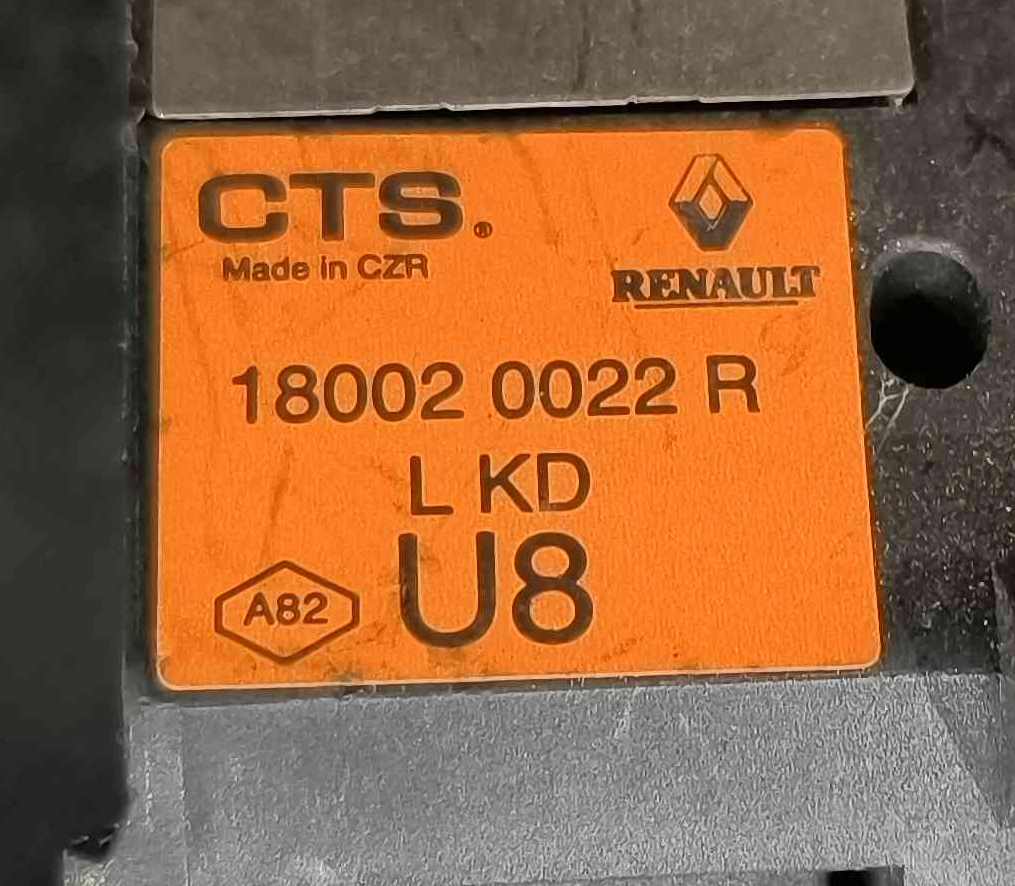 CTS.®
Made in CZR
RENAULT
18002 0022 R
L KD
U8
A82